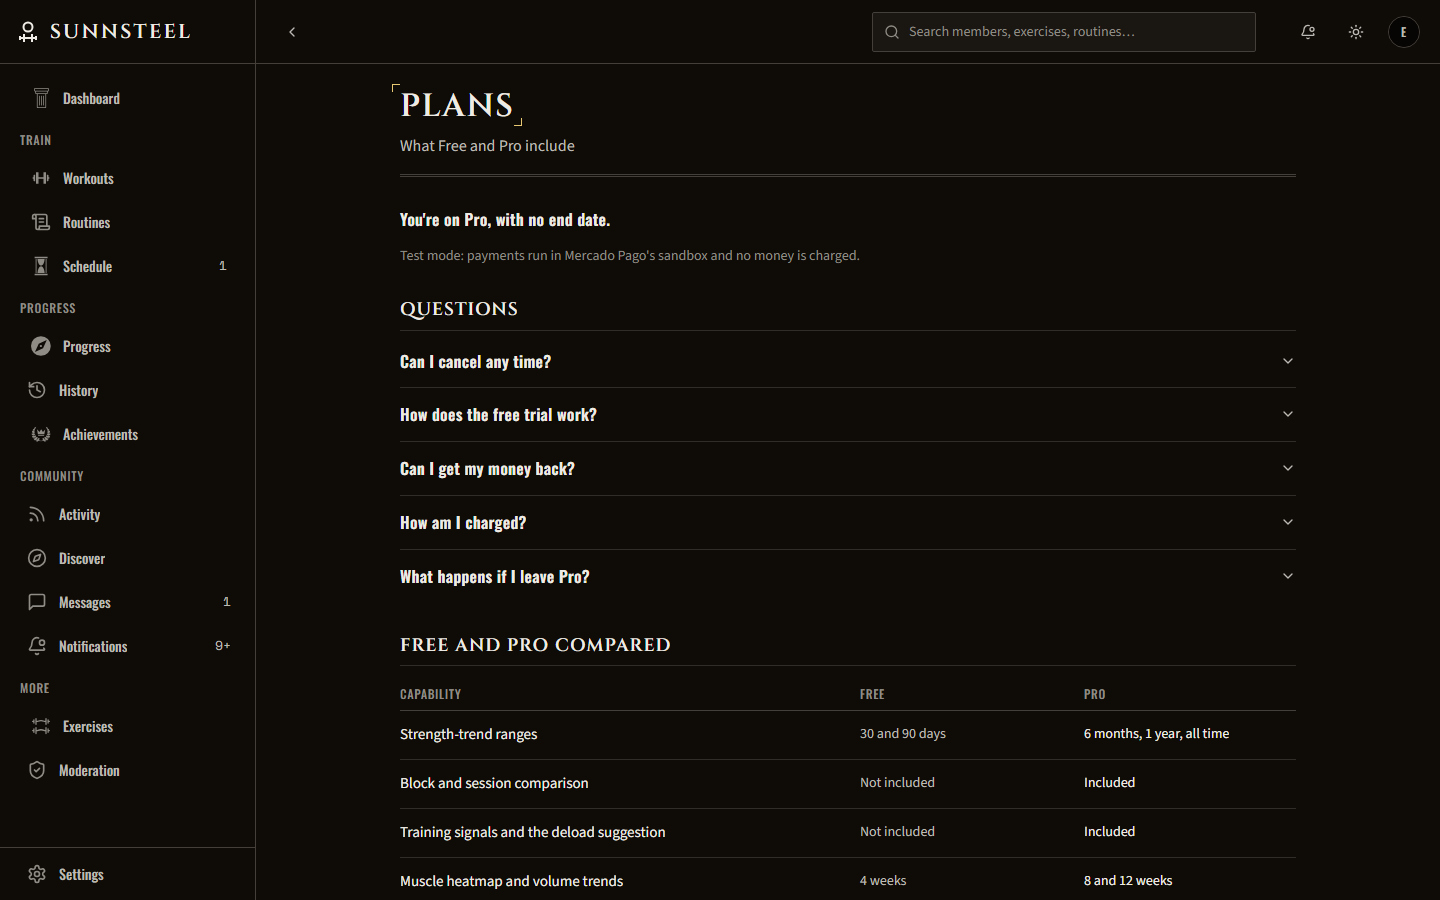 SUNNSTEEL
Search members, exercises, routines...
E
Dashboard
TRAIN
Workouts
Routines
Schedule 1
PROGRESS
Progress
History
Achievements
COMMUNITY
Activity
Discover
Messages 1
Notifications 9+
MORE
Exercises
Moderation
Settings
PLANS
What Free and Pro include
You're on Pro, with no end date.
Test mode: payments run in Mercado Pago's sandbox and no money is charged.
QUESTIONS
Can I cancel any time?
How does the free trial work?
Can I get my money back?
How am I charged?
What happens if I leave Pro?
FREE AND PRO COMPARED
CAPABILITY FREE PRO
Strength-trend ranges 30 and 90 days 6 months, 1 year, all time
Block and session comparison Not included Included
Training signals and the deload suggestion Not included Included
Muscle heatmap and volume trends 4 weeks 8 and 12 weeks